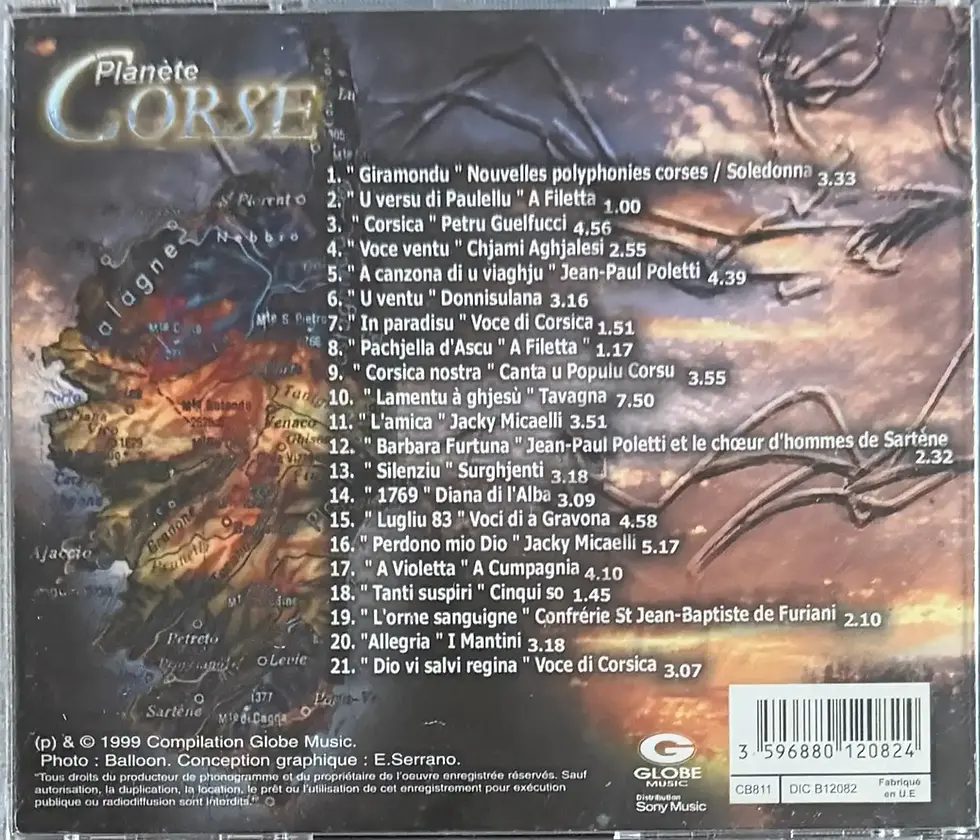 Planète
CORSE
1. " Giramondu " Nouvelles polyphonies corses / Soledonna 3.33
2. " U versu di Paulellu " A Filetta 1.00
3. " Corsica " Petru Guelfucci 4.56
4. " Voce ventu " Chjami Aghjalesi 2.55
5. " A canzona di u viaghju " Jean-Paul Poletti 4.39
6. " U ventu " Donnisulana 3.16
7. " In paradisu " Voce di Corsica 1.51
8. " Pachjella d'Ascu " A Filetta " 1.17
9. " Corsica nostra " Canta u Populu Corsu 3.55
10. " Lamentu à ghjesù " Tavagna 7.50
11. " L'amica " Jacky Micaelli 3.51
12. " Barbara Furtuna " Jean-Paul Poletti et le chœur d'hommes de Sartène
2.32
13. " Silenziu " Surghjenti 3.18
14. " 1769 " Diana di l'Alba 3.09
15. " Lugliu 83 " Voci di a Gravona 4.58
16. " Perdono mio Dio " Jacky Micaelli 5.17
17. " A Violetta " A Cumpagnia 4.10
18. " Tanti suspiri " Cinqui so 1.45
19. " L'orme sanguigne " Confrérie St Jean-Baptiste de Furiani 2.10
20. "Allegria " I Mantini 3.18
21. " Dio vi salvi regina " Voce di Corsica 3.07
St Florent
Nebbio
alagne
Mte S. Pietro
Venaco
Ajaccio
Petreto
Levie
1377
Sartène
Mte di Cagna
(p) & © 1999 Compilation Globe Music.
Photo : Balloon. Conception graphique : E.Serrano.
"Tous droits du producteur de phonogramme et du propriétaire de l'oeuvre enregistrée réservés. Sauf
autorisation, la duplication, la location, le prêt ou l'utilisation de cet enregistrement pour exécution
publique ou radiodiffusion sont interdits."
G
GLOBE
MUSIC
Distribution
Sony Music
3 596880 120824
CB811
DIC B12082
Fabriqué
en U.E